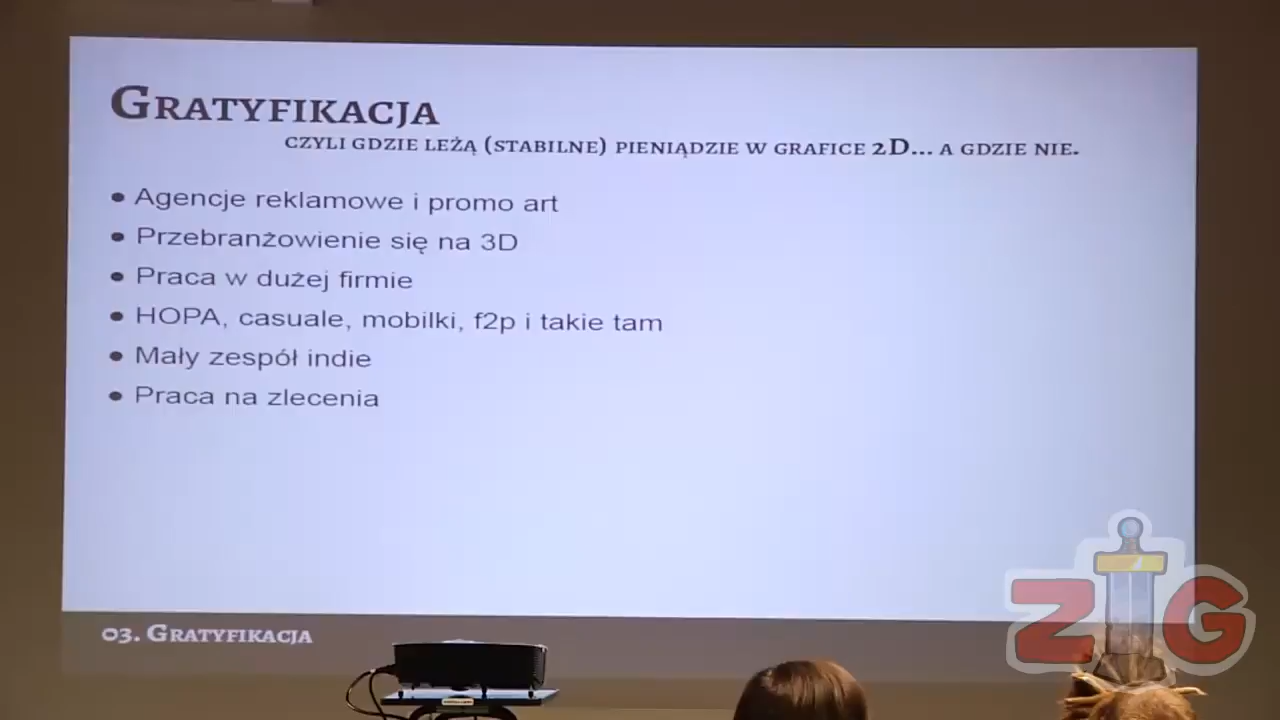 Gratyfikacja
czyli gdzie leżą (stabilne) pieniądzie w grafice 2D... a gdzie nie.
• Agencje reklamowe i promo art
• Przebranżowienie się na 3D
• Praca w dużej firmie
• HOPA, casuale, mobilki, f2p i takie tam
• Mały zespół indie
• Praca na zlecenia
03. Gratyfikacja
ZIG